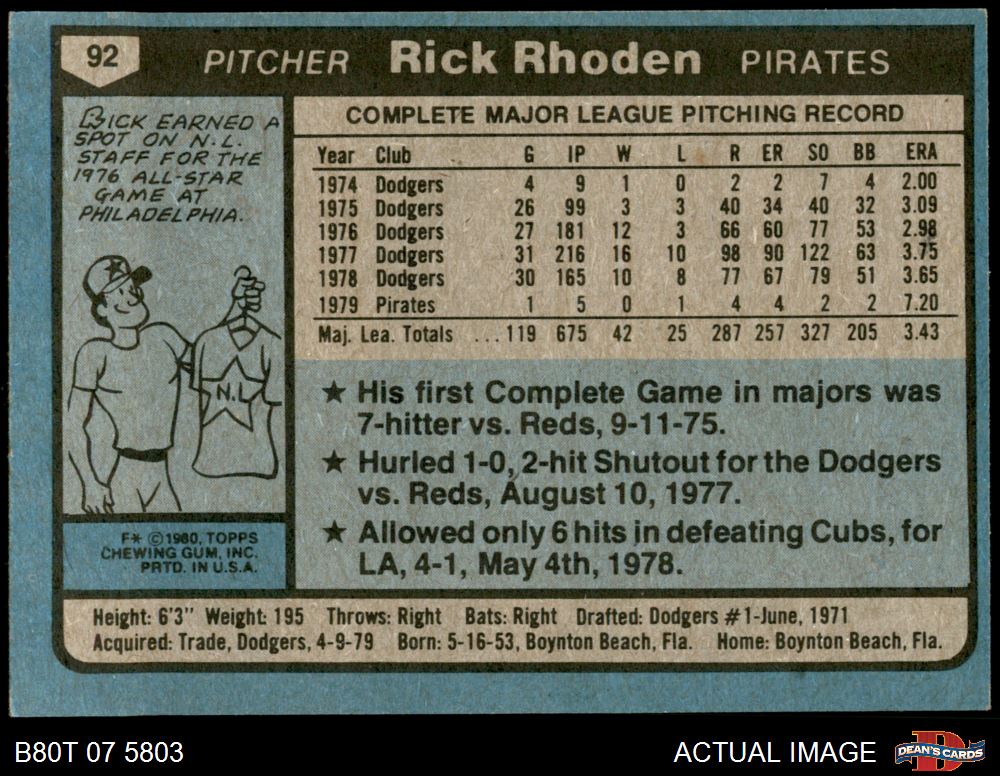 92 PITCHER Rick Rhoden PIRATES
RICK EARNED A
SPOT ON N.L.
STAFF FOR THE
1976 ALL-STAR
GAME AT
PHILADELPHIA.
N.L.
F* ©1980, TOPPS
CHEWING GUM, INC.
PRTD. IN U.S.A.
COMPLETE MAJOR LEAGUE PITCHING RECORD
Year Club G IP W L R ER SO BB ERA
1974 Dodgers 4 9 1 0 2 2 7 4 2.00
1975 Dodgers 26 99 3 3 40 34 40 32 3.09
1976 Dodgers 27 181 12 3 66 60 77 53 2.98
1977 Dodgers 31 216 16 10 98 90 122 63 3.75
1978 Dodgers 30 165 10 8 77 67 79 51 3.65
1979 Pirates 1 5 0 1 4 4 2 2 7.20
Maj. Lea. Totals ...119 675 42 25 287 257 327 205 3.43
★ His first Complete Game in majors was
7-hitter vs. Reds, 9-11-75.
★ Hurled 1-0, 2-hit Shutout for the Dodgers
vs. Reds, August 10, 1977.
★ Allowed only 6 hits in defeating Cubs, for
LA, 4-1, May 4th, 1978.
Height: 6'3" Weight: 195 Throws: Right Bats: Right Drafted: Dodgers #1-June, 1971
Acquired: Trade, Dodgers, 4-9-79 Born: 5-16-53, Boynton Beach, Fla. Home: Boynton Beach, Fla.
B80T 07 5803 ACTUAL IMAGE DEAN'S CARDS